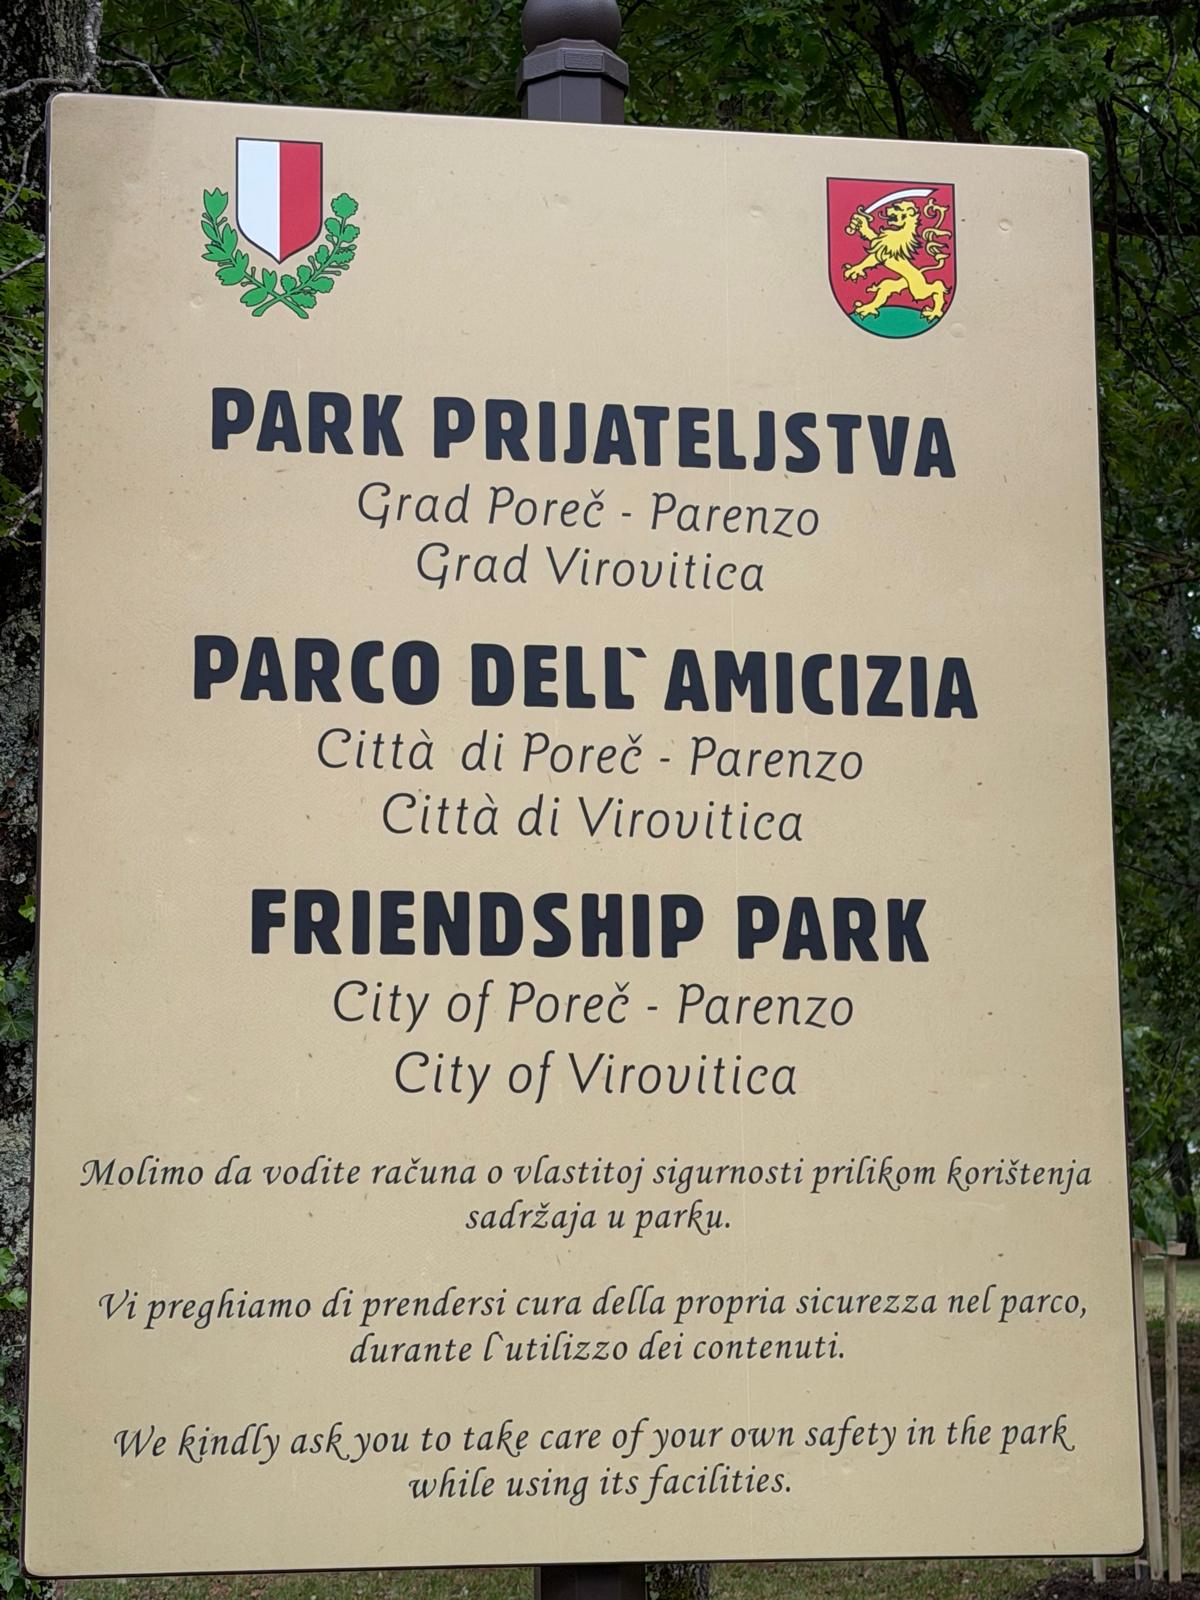 PARK PRIJATELJSTVA
Grad Poreč - Parenzo
Grad Virovitica
PARCO DELL` AMICIZIA
Città di Poreč - Parenzo
Città di Virovitica
FRIENDSHIP PARK
City of Poreč - Parenzo
City of Virovitica
Molimo da vodite računa o vlastitoj sigurnosti prilikom korištenja
sadržaja u parku.
Vi preghiamo di prendersi cura della propria sicurezza nel parco,
durante l`utilizzo dei contenuti.
We kindly ask you to take care of your own safety in the park
while using its facilities.